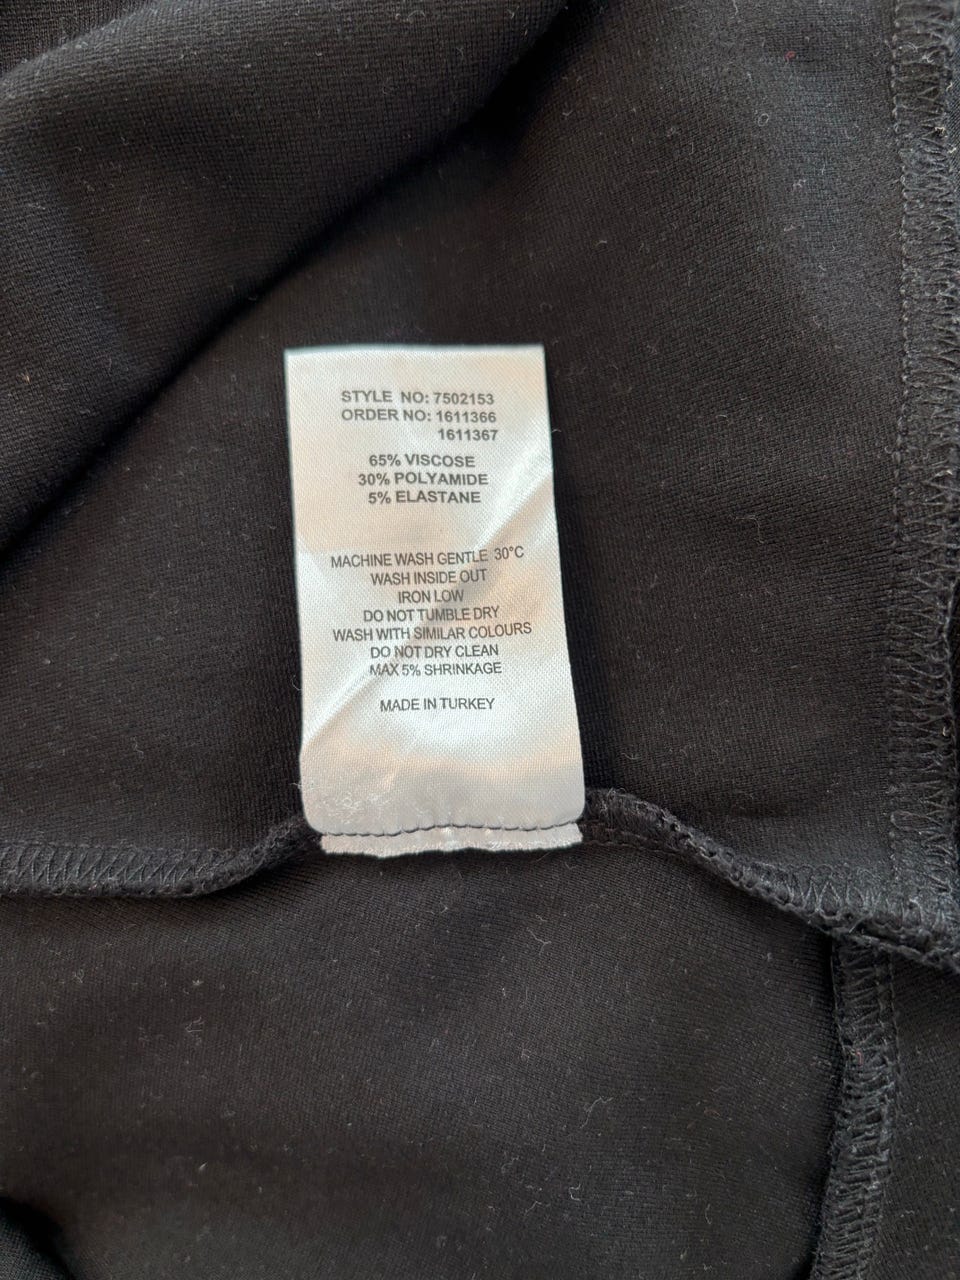 STYLE NO: 7502153
ORDER NO: 1611366
1611367
65% VISCOSE
30% POLYAMIDE
5% ELASTANE
MACHINE WASH GENTLE 30°C
WASH INSIDE OUT
IRON LOW
DO NOT TUMBLE DRY
WASH WITH SIMILAR COLOURS
DO NOT DRY CLEAN
MAX 5% SHRINKAGE
MADE IN TURKEY